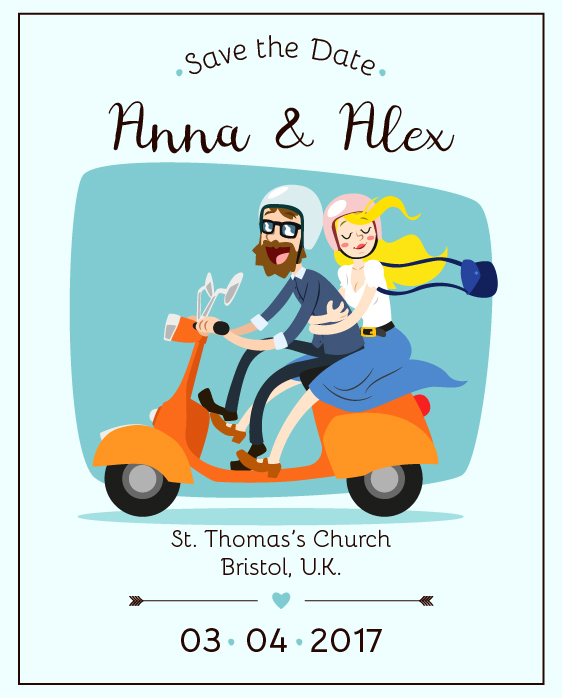 Save the Date
Anna & Alex
St. Thomas's Church
Bristol, U.K.
03 • 04 • 2017